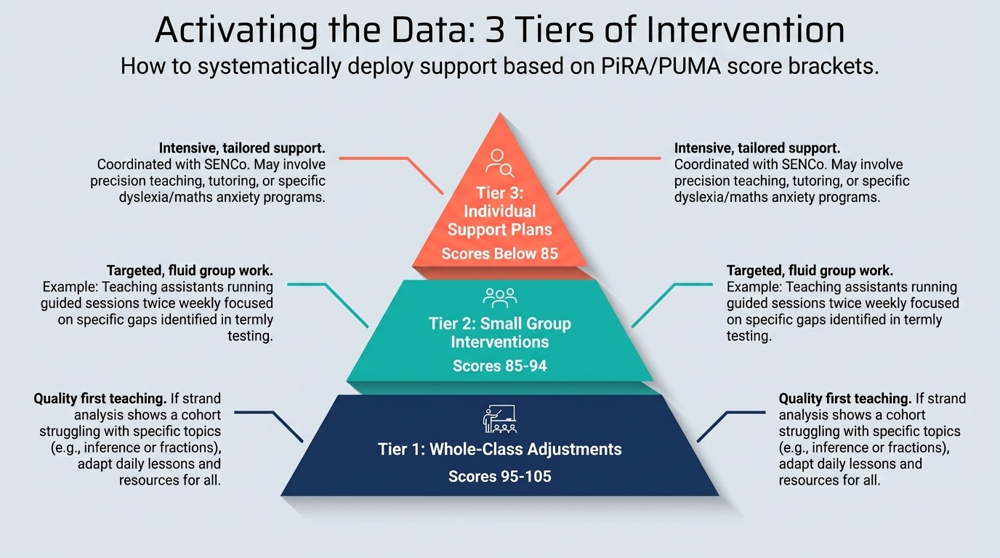 Activating the Data: 3 Tiers of Intervention
How to systematically deploy support based on PiRA/PUMA score brackets.
Intensive, tailored support.
Coordinated with SENCo. May involve
precision teaching, tutoring, or specific
dyslexia/maths anxiety programs.
Tier 3:
Individual
Support Plans
Scores Below 85
Intensive, tailored support.
Coordinated with SENCo. May involve
precision teaching, tutoring, or specific
dyslexia/maths anxiety programs.
Targeted, fluid group work.
Example: Teaching assistants running
guided sessions twice weekly focused
on specific gaps identified in termly
testing.
Tier 2: Small Group
Interventions
Scores 85-94
Targeted, fluid group work.
Example: Teaching assistants running
guided sessions twice weekly focused
on specific gaps identified in termly
testing.
Quality first teaching. If strand
analysis shows a cohort
struggling with specific topics
(e.g., inference or fractions),
adapt daily lessons and
resources for all.
Tier 1: Whole-Class Adjustments
Scores 95-105
Quality first teaching. If strand
analysis shows a cohort
struggling with specific topics
(e.g., inference or fractions),
adapt daily lessons and
resources for all.